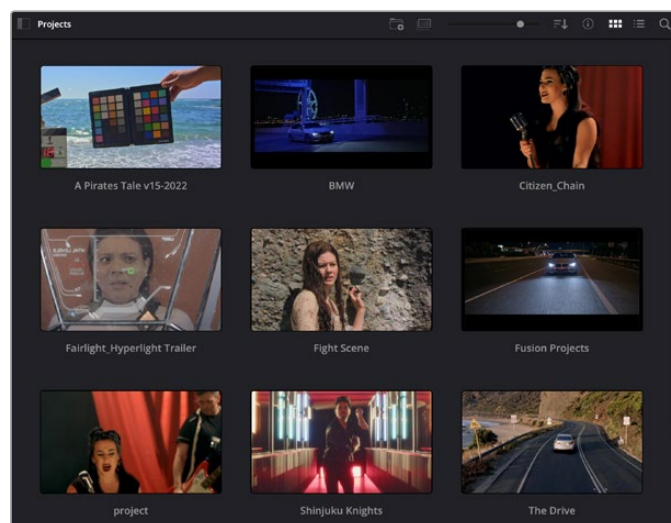 Projects
A Pirates Tale v15-2022
BMW
Citizen_Chain
Fairlight_Hyperlight Trailer
Fight Scene
Fusion Projects
project
Shinjuku Knights
The Drive